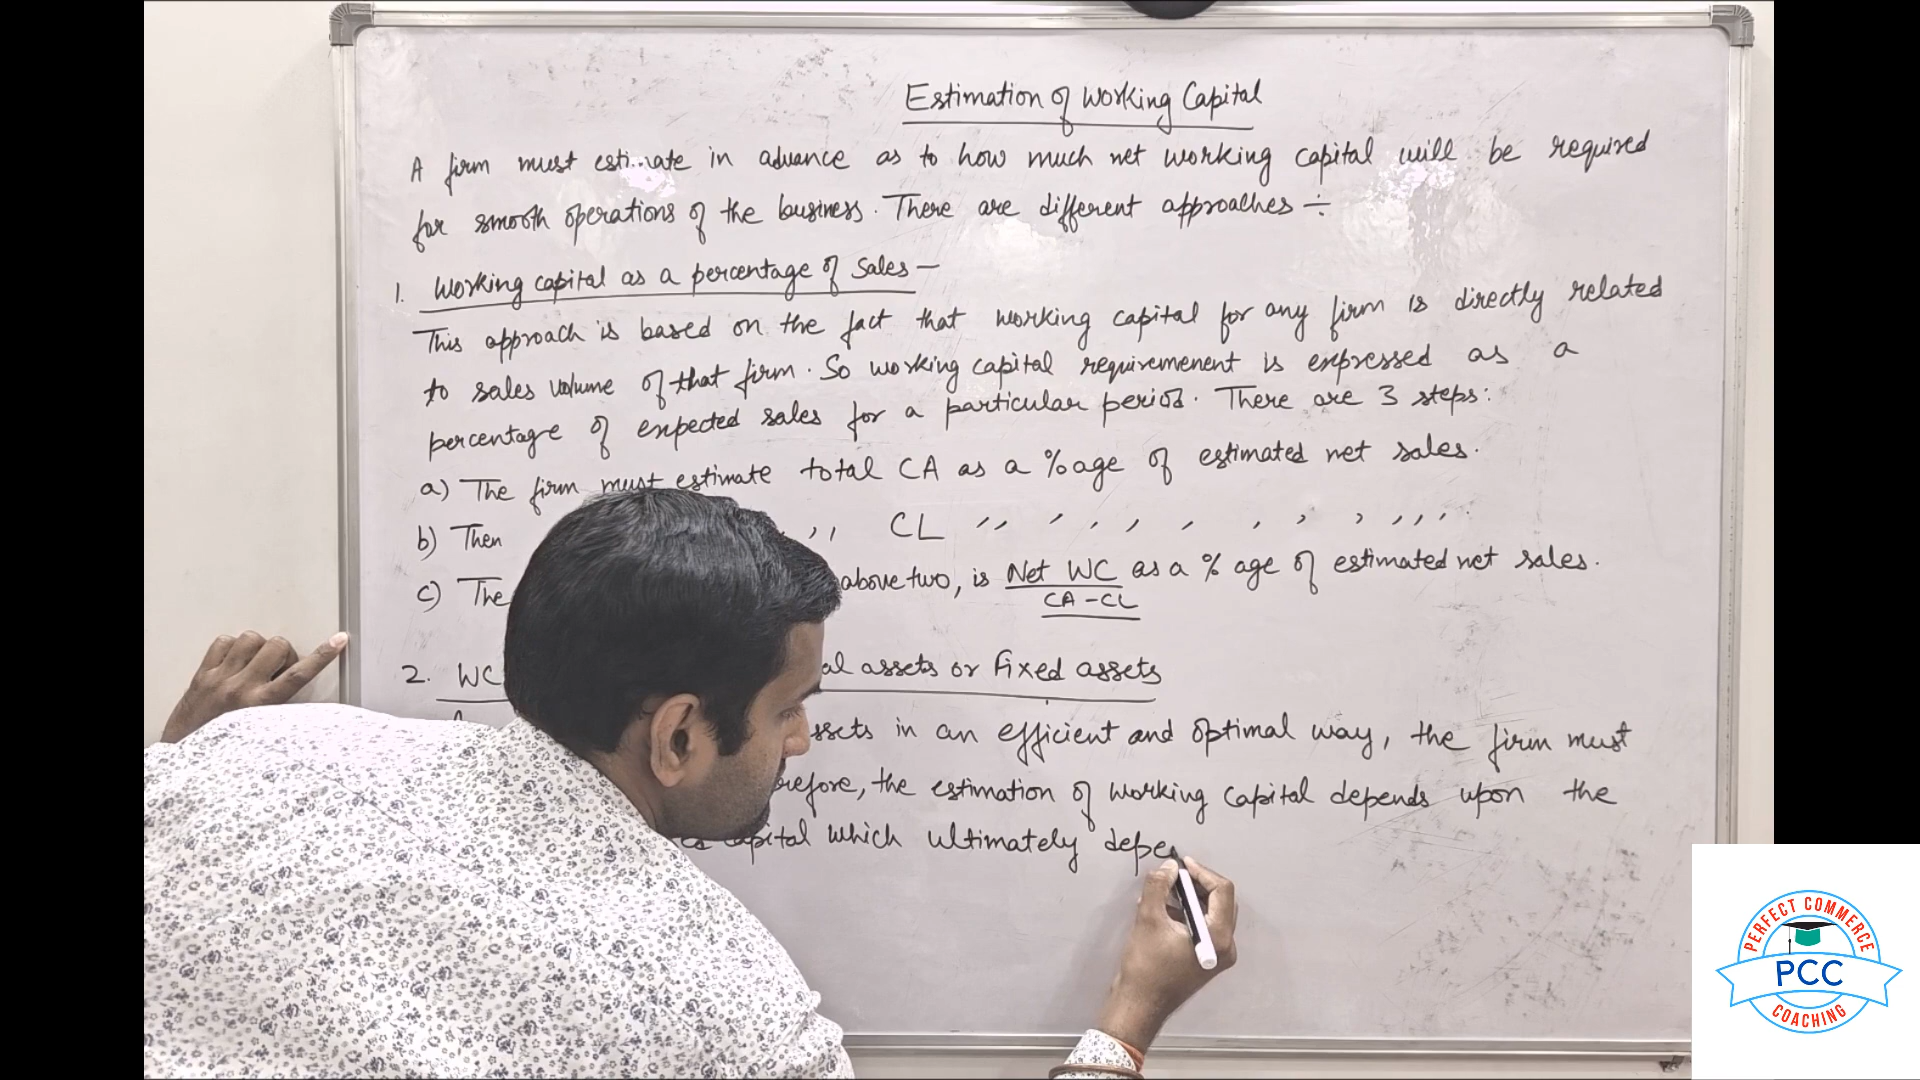 Estimation of Working Capital
A firm must estimate in advance as to how much net working capital will be required
for smooth operations of the business. There are different approaches ÷
1. Working capital as a percentage of Sales —
This approach is based on the fact that working capital for any firm is directly related
to sales volume of that firm. So working capital requiremenent is expressed as a
percentage of expected sales for a particular period. There are 3 steps:
a) The firm must estimate total CA as a %age of estimated net sales.
b) Then ,, CL ,, , , , , , , , , , ,
c) The above two, is Net WC as a % age of estimated net sales.
CA - CL
2. WC assets or Fixed assets
in an efficient and optimal way, the firm must
the estimation of working capital depends upon the
capital which ultimately depe
PERFECT COMMERCE
PCC
COACHING